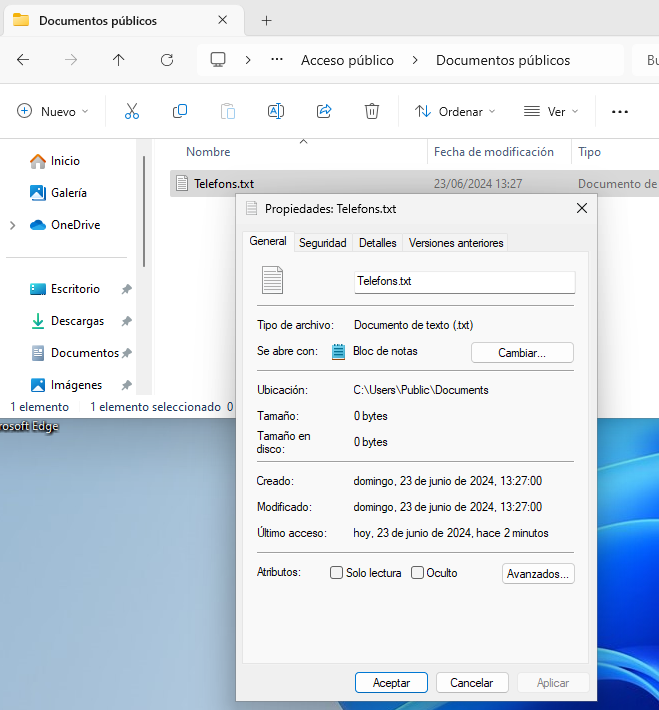 Documentos públicos
Acceso público Documentos públicos Bu
Nuevo Ordenar Ver
Inicio
Galería
OneDrive
Escritorio
Descargas
Documentos
Imágenes
Nombre Fecha de modificación Tipo
Telefons.txt 23/06/2024 13:27 Documento de
1 elemento 1 elemento seleccionado 0
rosoft Edge
Propiedades: Telefons.txt
General Seguridad Detalles Versiones anteriores
Telefons.txt
Tipo de archivo: Documento de texto (.txt)
Se abre con: Bloc de notas Cambiar...
Ubicación: C:\Users\Public\Documents
Tamaño: 0 bytes
Tamaño en
disco: 0 bytes
Creado: domingo, 23 de junio de 2024, 13:27:00
Modificado: domingo, 23 de junio de 2024, 13:27:00
Último acceso: hoy, 23 de junio de 2024, hace 2 minutos
Atributos: Solo lectura Oculto Avanzados...
Aceptar Cancelar Aplicar